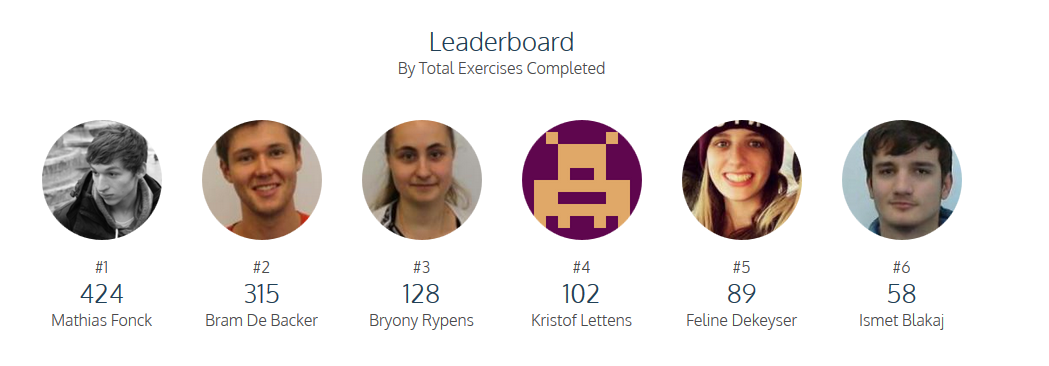 Leaderboard
By Total Exercises Completed
#1
424
Mathias Fonck
#2
315
Bram De Backer
#3
128
Bryony Rypens
#4
102
Kristof Lettens
#5
89
Feline Dekeyser
#6
58
Ismet Blakaj